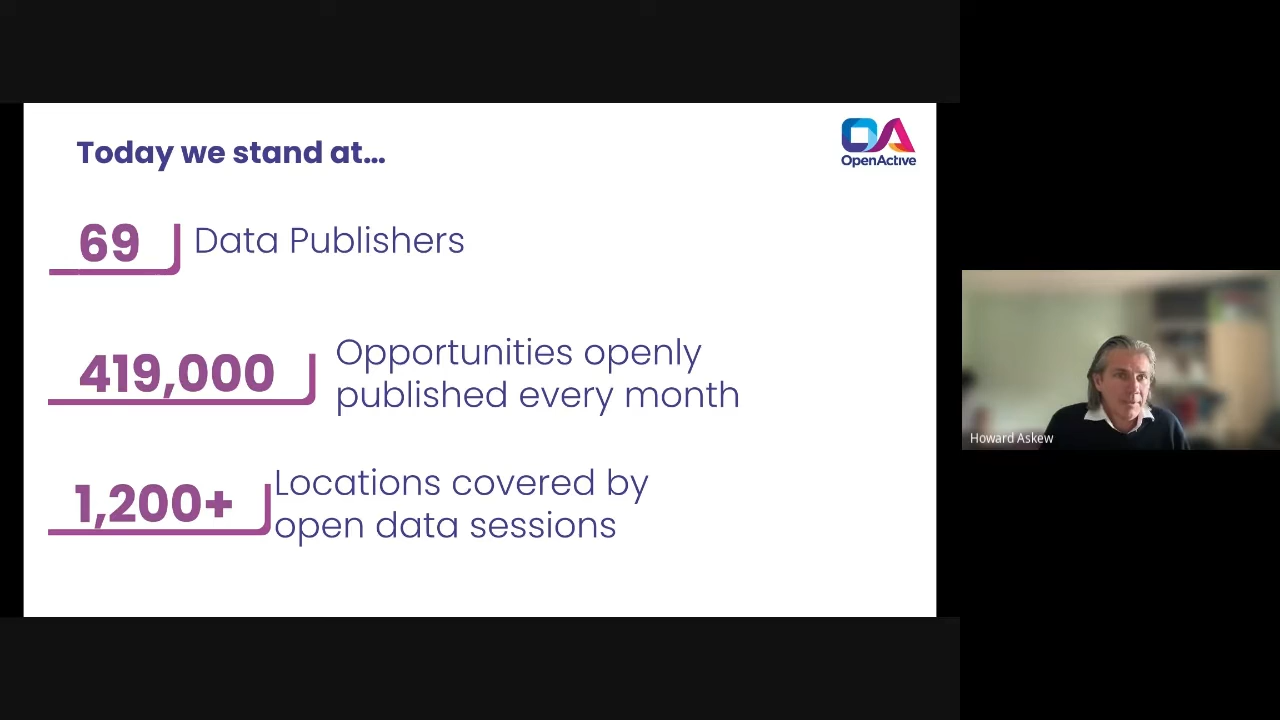 Today we stand at...
OpenActive
69
Data Publishers
419,000
Opportunities openly
published every month
1,200+
Locations covered by
open data sessions
Howard Askew